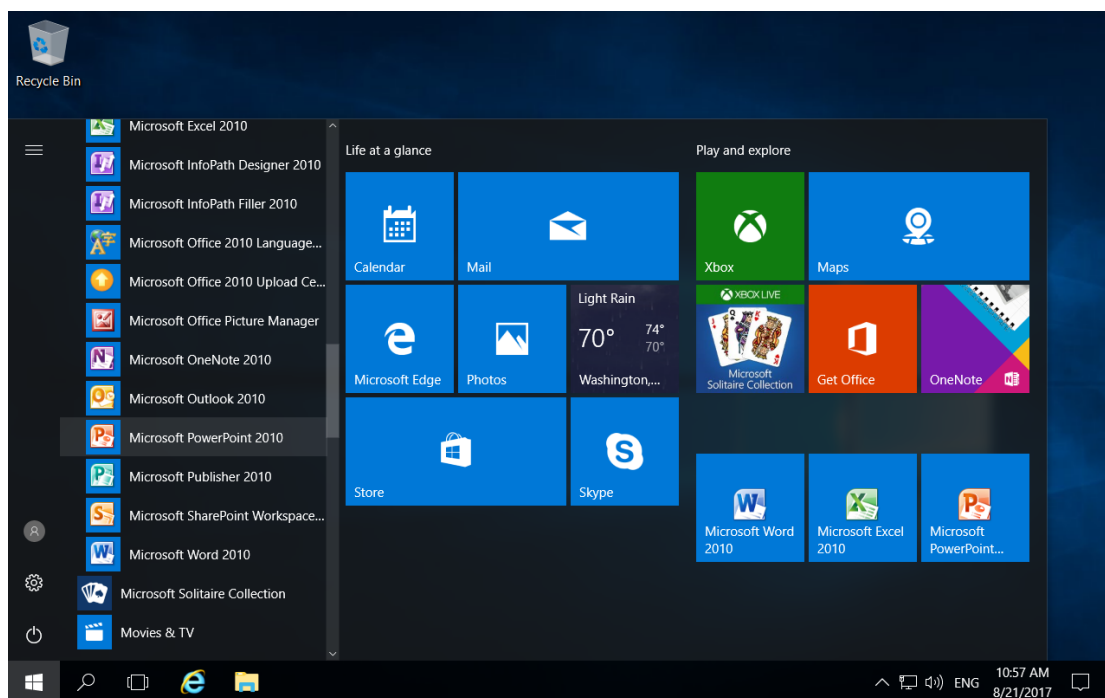 Recycle Bin
Microsoft Excel 2010
Microsoft InfoPath Designer 2010
Microsoft InfoPath Filler 2010
Microsoft Office 2010 Language...
Microsoft Office 2010 Upload Ce...
Microsoft Office Picture Manager
Microsoft OneNote 2010
Microsoft Outlook 2010
Microsoft PowerPoint 2010
Microsoft Publisher 2010
Microsoft SharePoint Workspace...
Microsoft Word 2010
Microsoft Solitaire Collection
Movies & TV
Life at a glance
Calendar
Mail
Microsoft Edge
Photos
Light Rain
70° 74°
70°
Washington,...
Store
Skype
Play and explore
Xbox
Maps
XBOX LIVE
Microsoft
Solitaire Collection
Get Office
OneNote
Microsoft Word
2010
Microsoft Excel
2010
Microsoft
PowerPoint...
ENG
10:57 AM
8/21/2017